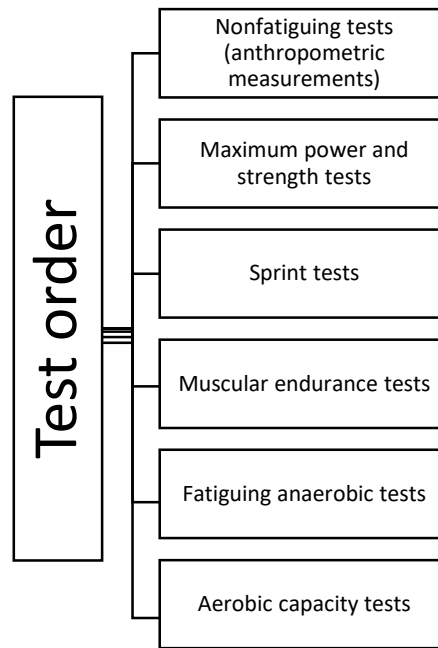 Test order
Nonfatiguing tests
(anthropometric
measurements)
Maximum power and
strength tests
Sprint tests
Muscular endurance tests
Fatiguing anaerobic tests
Aerobic capacity tests